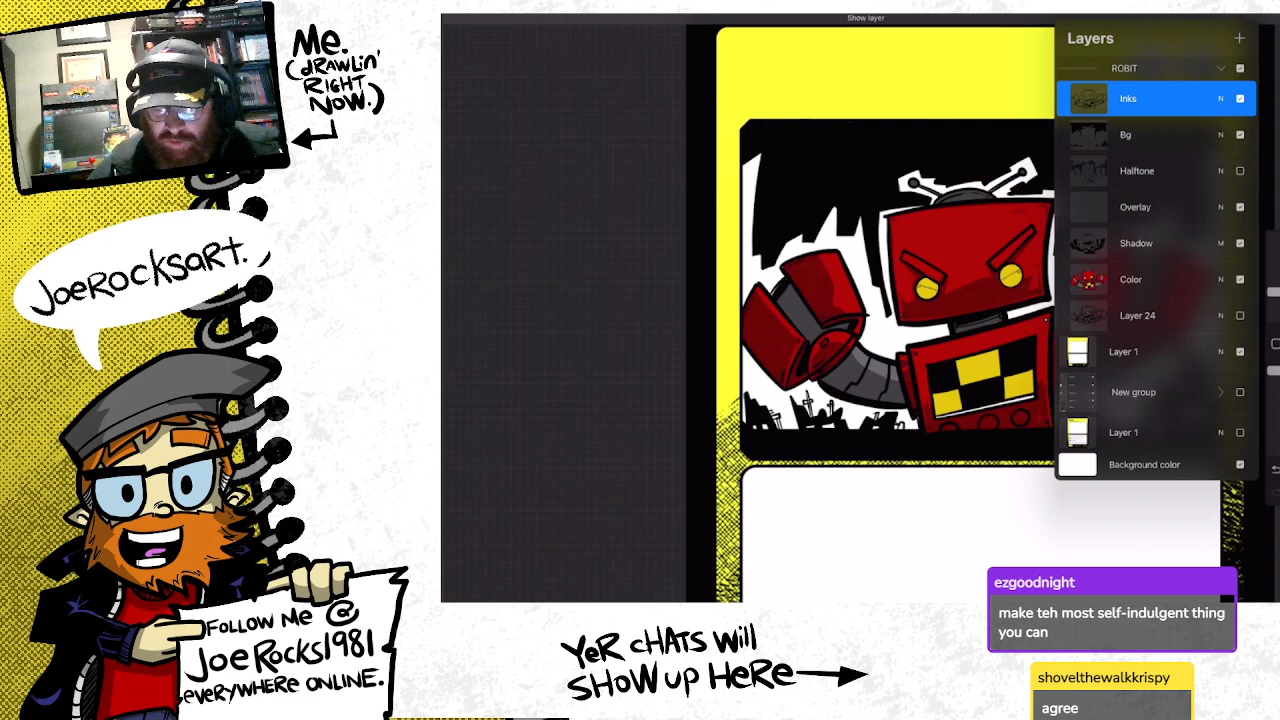 Me.
(dRAWLin'
RIGHT
NOW.)
JoeRocksart.
FOLLOW Me @
JoeRocks1981
everYWHeRe ONLINE.
Show layer
Layers
+
ROBIT
Inks N
Bg N
Halftone N
Overlay N
Shadow M
Color N
Layer 24 N
Layer 1 N
New group
Layer 1 N
Background color
YeR cHATS Will
SHOW up HeRe
ezgoodnight
make teh most self-indulgent thing
you can
shovelthewalkkrispy
agree